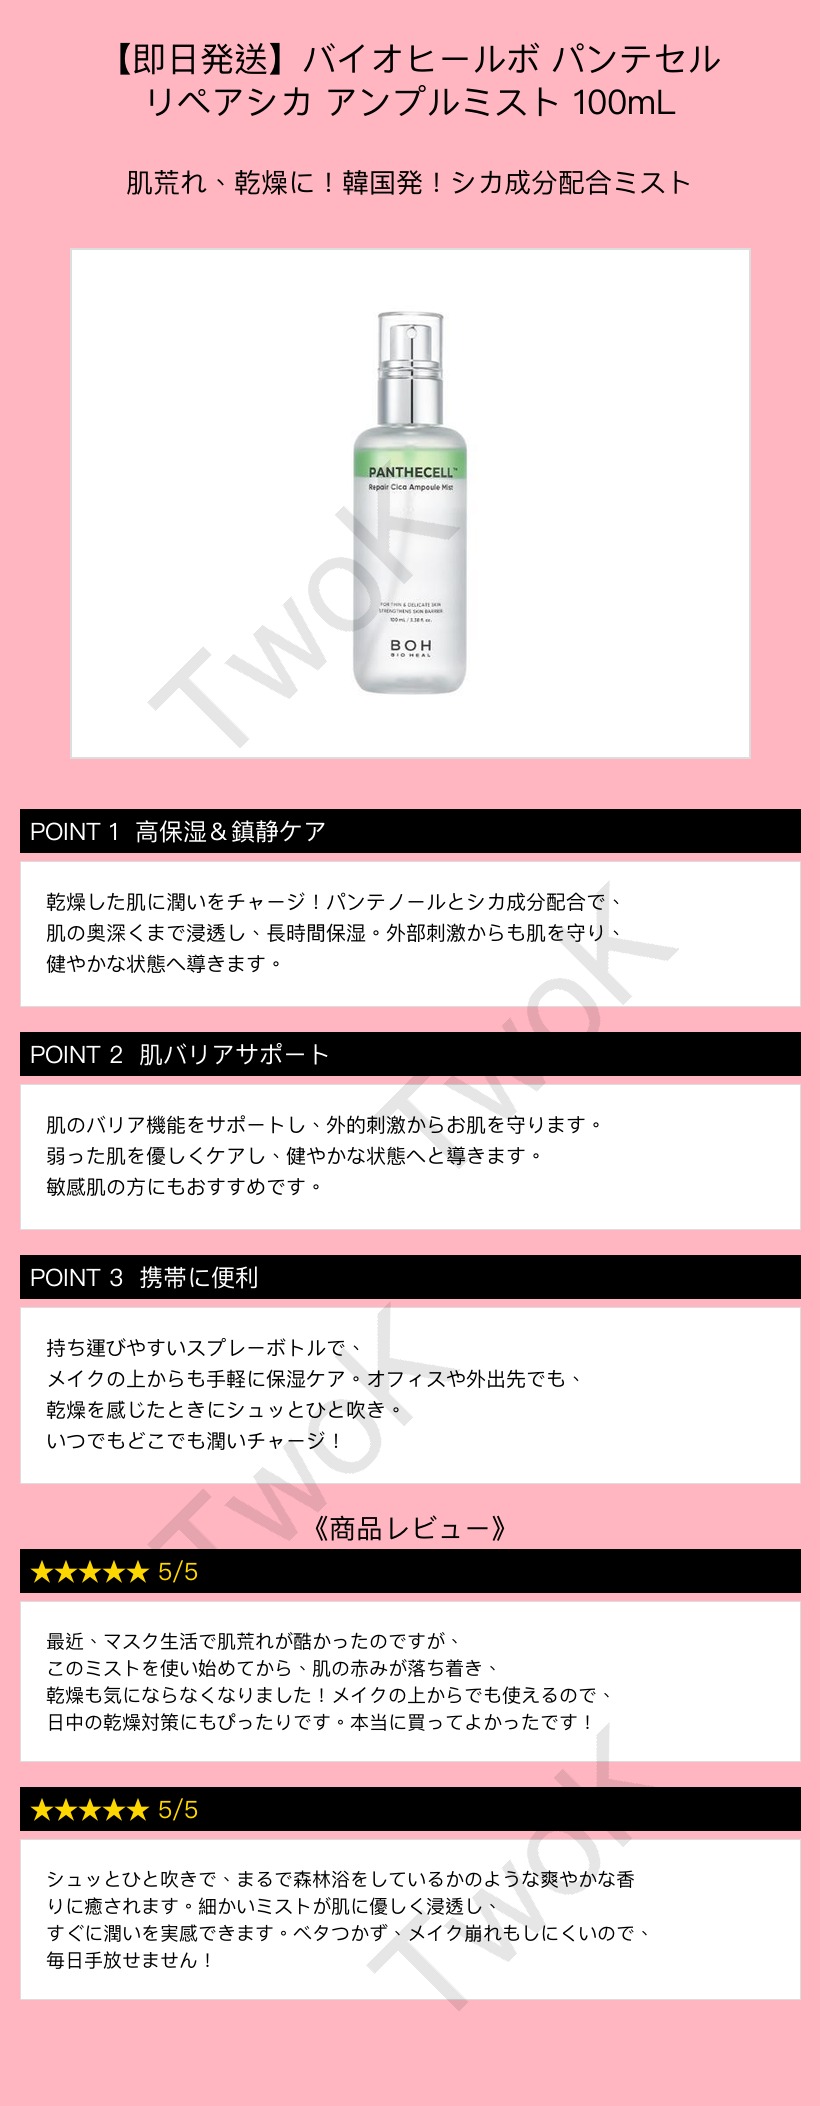 【即日発送】バイオヒールボ パンテセル
リペアシカ アンプルミスト 100mL
肌荒れ、乾燥に！韓国発！シカ成分配合ミスト
PANTHECELL™
Repair Cica Ampoule Mist
FOR THIN & DELICATE SKIN
STRENGTHENS SKIN BARRIER
100 mL / 3.38 fl. oz.
BOH
BIO HEAL
TwoK
POINT 1 高保湿＆鎮静ケア
乾燥した肌に潤いをチャージ！パンテノールとシカ成分配合で、
肌の奥深くまで浸透し、長時間保湿。外部刺激からも肌を守り、
健やかな状態へ導きます。
TwoK
POINT 2 肌バリアサポート
肌のバリア機能をサポートし、外的刺激からお肌を守ります。
弱った肌を優しくケアし、健やかな状態へと導きます。
敏感肌の方にもおすすめです。
POINT 3 携帯に便利
持ち運びやすいスプレーボトルで、
メイクの上からも手軽に保湿ケア。オフィスや外出先でも、
乾燥を感じたときにシュッとひと吹き。
いつでもどこでも潤いチャージ！
TwoK
《商品レビュー》
★★★★★ 5/5
最近、マスク生活で肌荒れが酷かったのですが、
このミストを使い始めてから、肌の赤みが落ち着き、
乾燥も気にならなくなりました！メイクの上からでも使えるので、
日中の乾燥対策にもぴったりです。本当に買ってよかったです！
★★★★★ 5/5
シュッとひと吹きで、まるで森林浴をしているかのような爽やかな香
りに癒されます。細かいミストが肌に優しく浸透し、
すぐに潤いを実感できます。ベタつかず、メイク崩れもしにくいので、
毎日手放せません！
TwoK